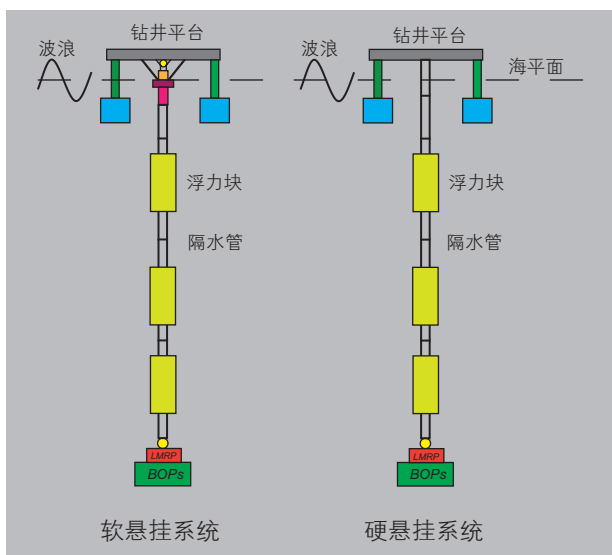 钻井平台
波浪
浮力块
隔水管
LMRP
BOPs
软悬挂系统
钻井平台
波浪
海平面
浮力块
隔水管
LMRP
BOPs
硬悬挂系统